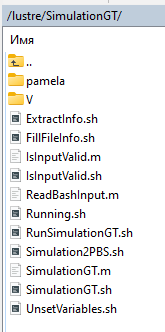 /lustre/SimulationGT/
Имя
..
pamela
V
ExtractInfo.sh
FillFileInfo.sh
IsInputValid.m
IsInputValid.sh
ReadBashInput.m
Running.sh
RunSimulationGT.sh
Simulation2PBS.sh
SimulationGT.m
SimulationGT.sh
UnsetVariables.sh